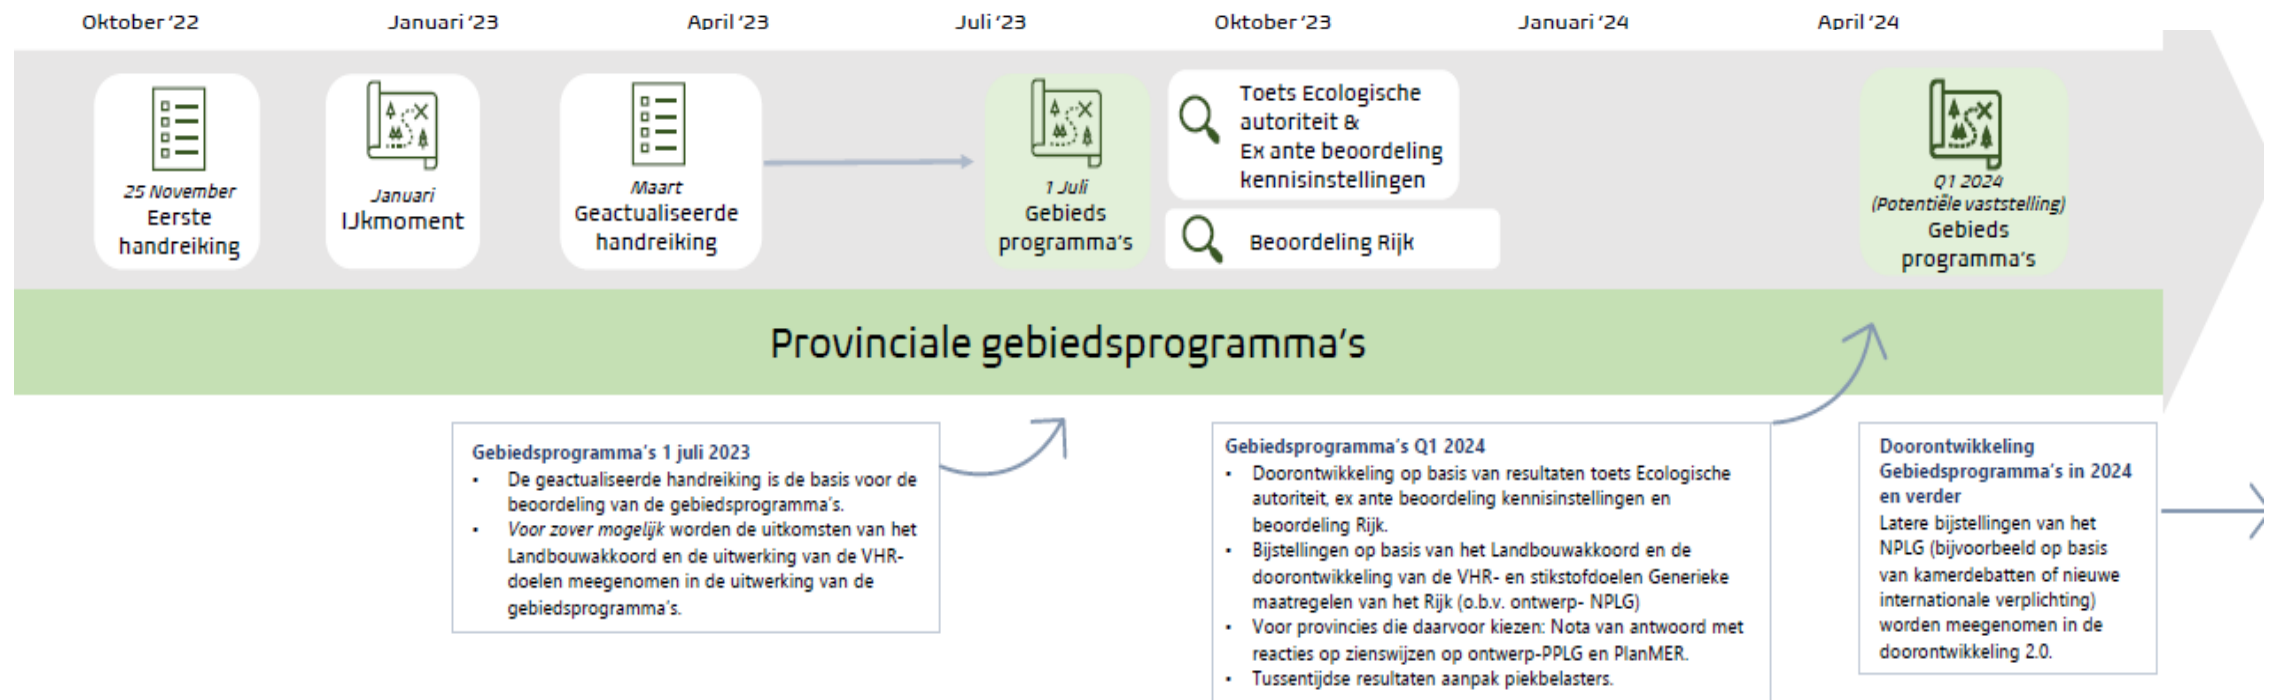 Oktober ‘22
Januari ‘23
April ‘23
Juli ‘23
Oktober ‘23
Januari ‘24
April ‘24
25 November
Eerste
handreiking
Januari
IJkmoment
Maart
Geactualiseerde
handreiking
1 Juli
Gebieds
programma’s
Toets Ecologische
autoriteit &
Ex ante beoordeling
kennisinstellingen
Beoordeling Rijk
Q1 2024
(Potentiële vaststelling)
Gebieds
programma’s
Provinciale gebiedsprogramma’s
Gebiedsprogramma’s 1 juli 2023
• De geactualiseerde handreiking is de basis voor de
beoordeling van de gebiedsprogramma’s.
• Voor zover mogelijk worden de uitkomsten van het
Landbouwakkoord en de uitwerking van de VHR-
doelen meegenomen in de uitwerking van de
gebiedsprogramma’s.
Gebiedsprogramma’s Q1 2024
• Doorontwikkeling op basis van resultaten toets Ecologische
autoriteit, ex ante beoordeling kennisinstellingen en
beoordeling Rijk.
• Bijstellingen op basis van het Landbouwakkoord en de
doorontwikkeling van de VHR- en stikstofdoelen Generieke
maatregelen van het Rijk (o.b.v. ontwerp- NPLG)
• Voor provincies die daarvoor kiezen: Nota van antwoord met
reacties op zienswijzen op ontwerp-PPLG en PlanMER.
• Tussentijdse resultaten aanpak piekbelasters.
Doorontwikkeling
Gebiedsprogramma’s in 2024
en verder
Latere bijstellingen van het
NPLG (bijvoorbeeld op basis
van kamerdebatten of nieuwe
internationale verplichting)
worden meegenomen in de
doorontwikkeling 2.0.